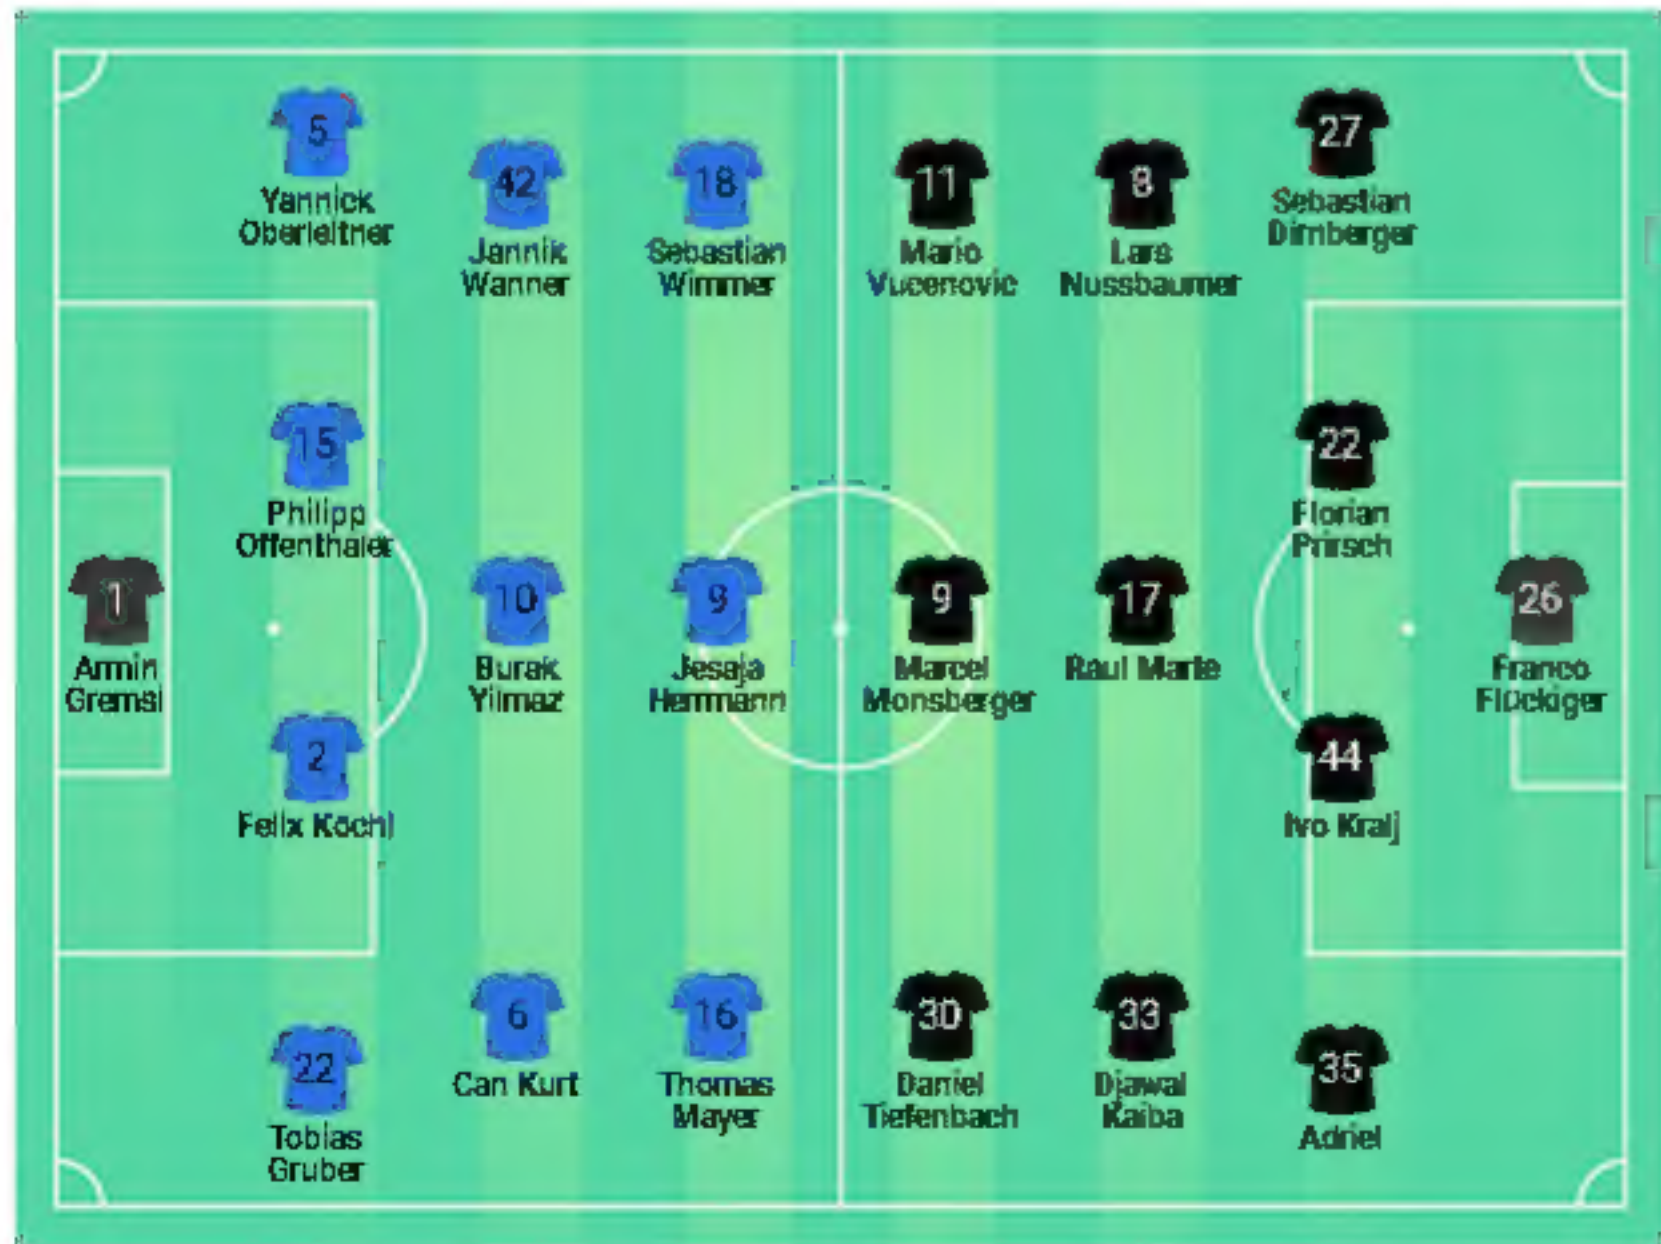 5
Yannick
Oberleitner
42
Jannik
Wanner
18
Sebastian
Wimmer
11
Mario
Vucenovic
8
Lars
Nussbaumer
27
Sebastian
Dirnberger
15
Philipp
Offenthaler
22
Florian
Prirsch
1
Armin
Gremsl
10
Burak
Yilmaz
9
Jesaja
Herrmann
9
Marcel
Monsberger
17
Raul Marte
26
Franco
Flückiger
2
Felix Köchl
44
Ivo Kralj
22
Tobias
Gruber
6
Can Kurt
16
Thomas
Mayer
30
Daniel
Tiefenbach
33
Djawal
Kaiba
35
Adriel